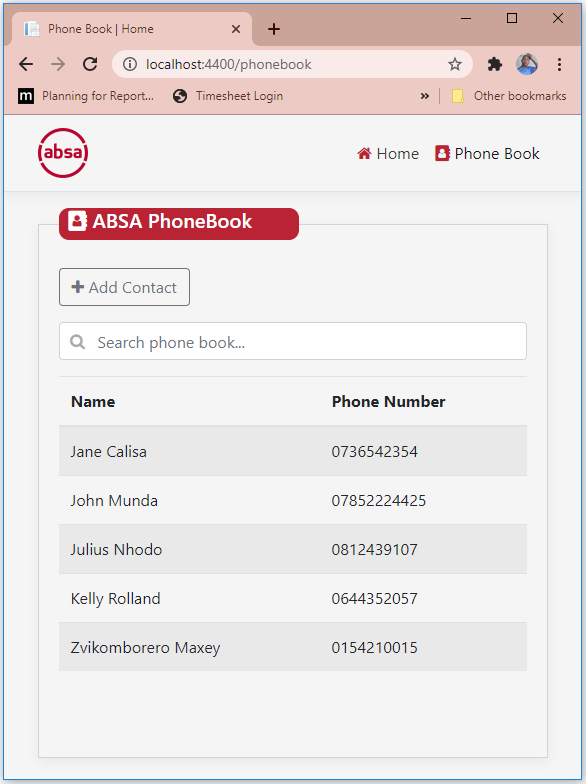 Phone Book | Home
localhost:4400/phonebook
m Planning for Report... Timesheet Login » Other bookmarks
absa Home Phone Book
ABSA PhoneBook
Add Contact
Search phone book...
Name Phone Number
Jane Calisa 0736542354
John Munda 07852224425
Julius Nhodo 0812439107
Kelly Rolland 0644352057
Zvikomborero Maxey 0154210015